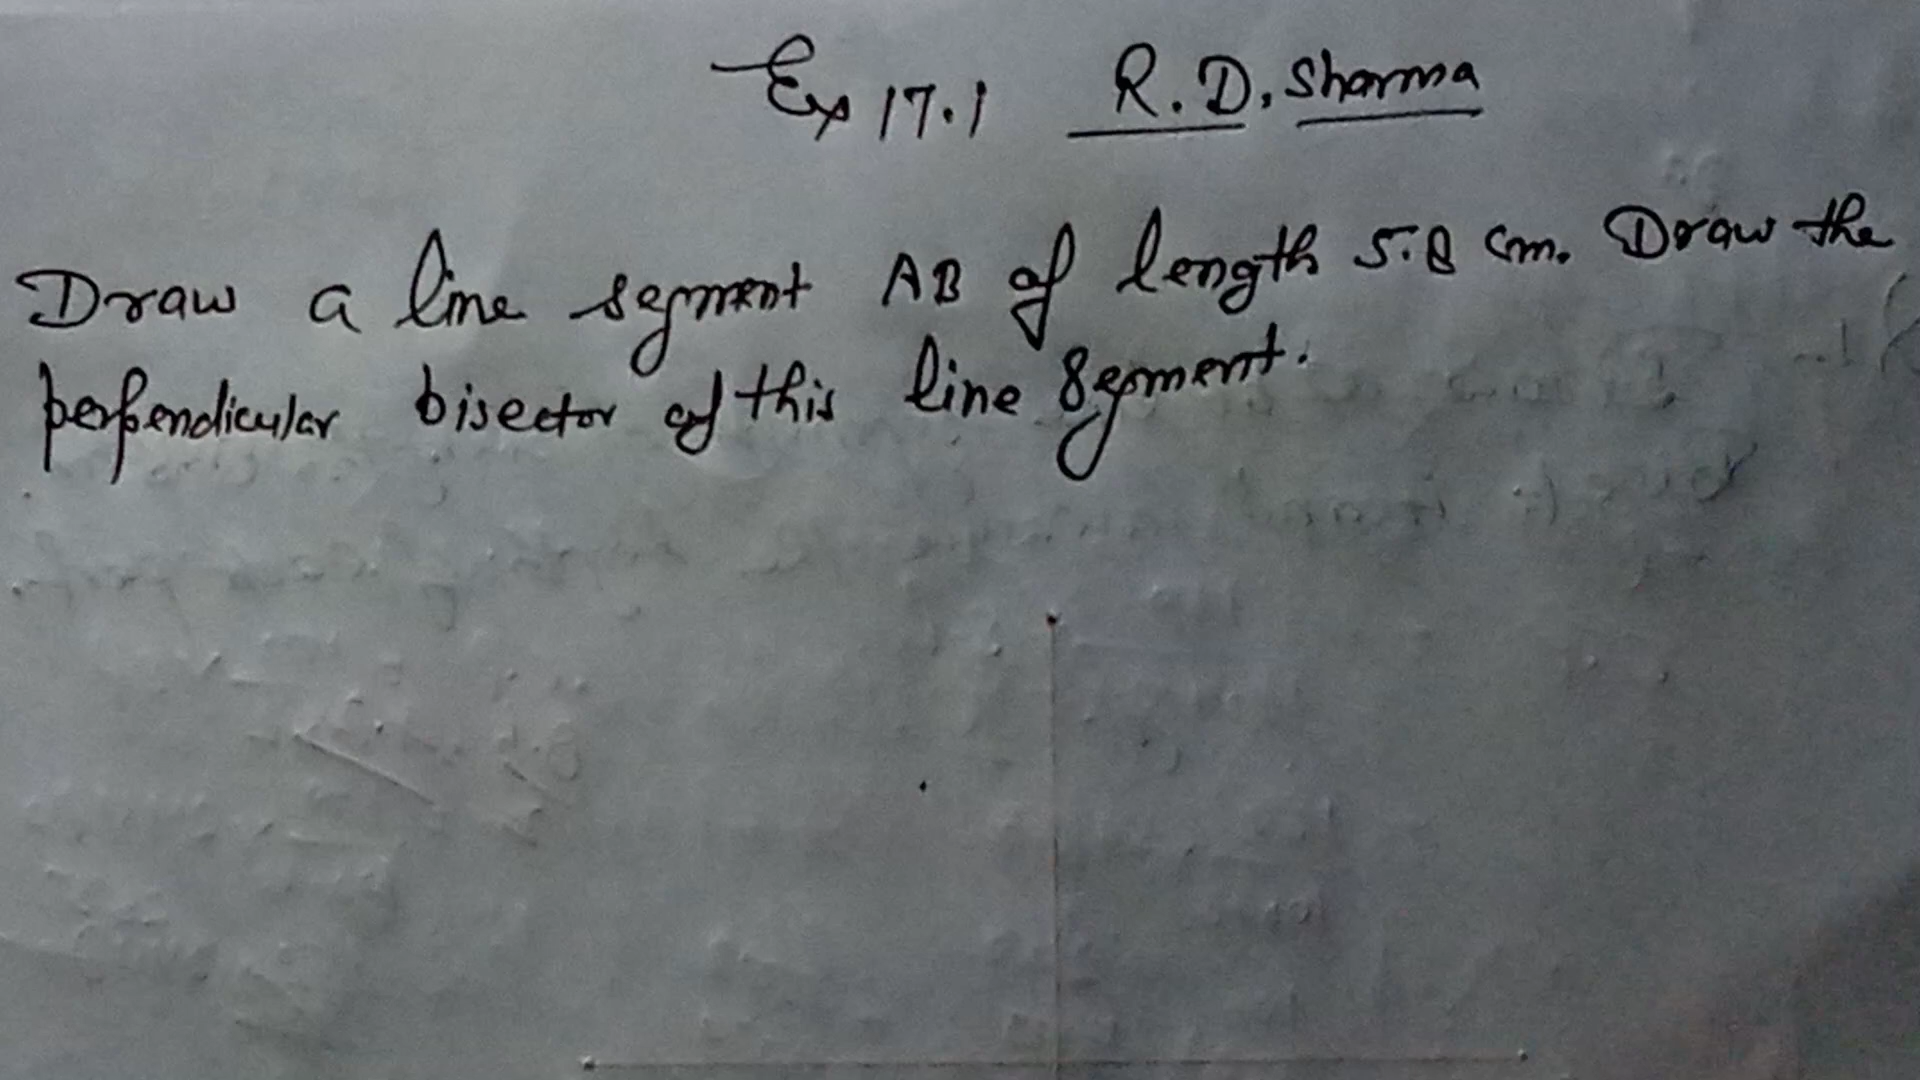 Ex 17.1 R.D. Sharma
Draw a line segment AB of length 5.8 cm. Draw the
perpendicular bisector of this line segment.